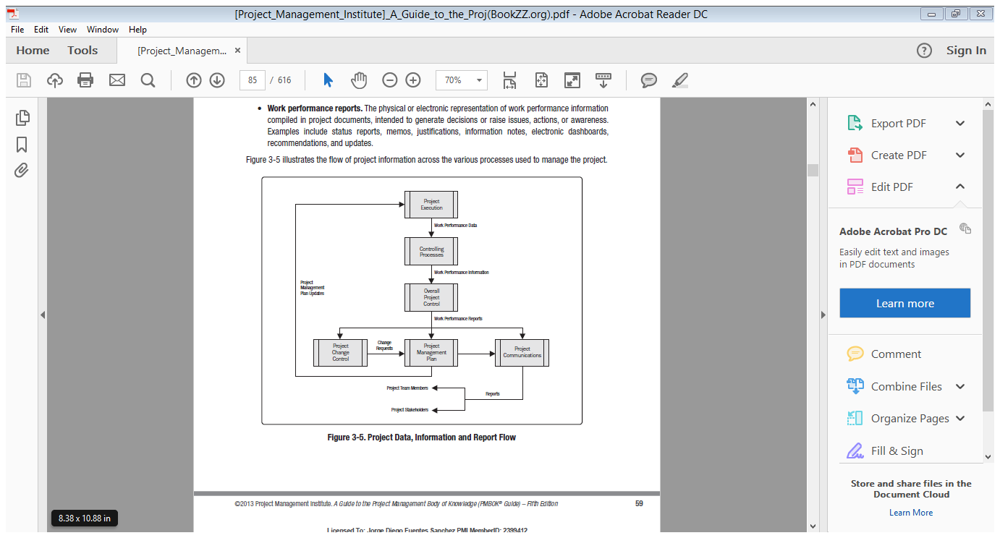 [Project_Management_Institute]_A_Guide_to_the_Proj(BookZZ.org).pdf - Adobe Acrobat Reader DC
File Edit View Window Help
Home Tools [Project_Managem... × ? Sign In
85 / 616 70%
• Work performance reports. The physical or electronic representation of work performance information
compiled in project documents, intended to generate decisions or raise issues, actions, or awareness.
Examples include status reports, memos, justifications, information notes, electronic dashboards,
recommendations, and updates.
Figure 3-5 illustrates the flow of project information across the various processes used to manage the project.
Project
Execution
Work Performance Data
Controlling
Processes
Work Performance Information
Project
Management
Plan Updates
Overall
Project
Control
Work Performance Reports
Project
Change
Control
Change
Requests
Project
Management
Plan
Project
Communications
Project Team Members
Reports
Project Stakeholders
Figure 3-5. Project Data, Information and Report Flow
©2013 Project Management Institute. A Guide to the Project Management Body of Knowledge (PMBOK® Guide) – Fifth Edition 59
Licensed To: Jorge Diego Fuentes Sanchez PMI MemberID: 2399412
8.38 x 10.88 in
Export PDF
Create PDF
Edit PDF
Adobe Acrobat Pro DC
Easily edit text and images
in PDF documents
Learn more
Comment
Combine Files
Organize Pages
Fill & Sign
Store and share files in the
Document Cloud
Learn More